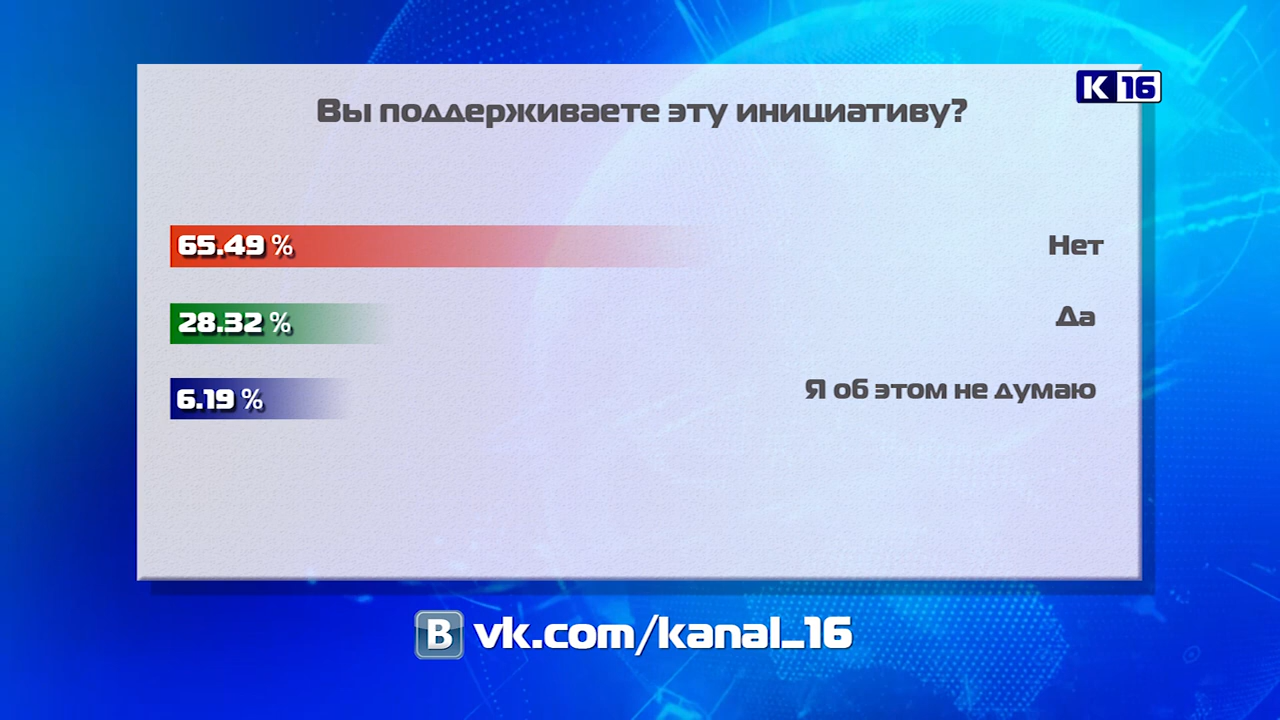 К 16
Вы поддерживаете эту инициативу?
65.49 % Нет
28.32 % Да
6.19 % Я об этом не думаю
B vk.com/kanal_16